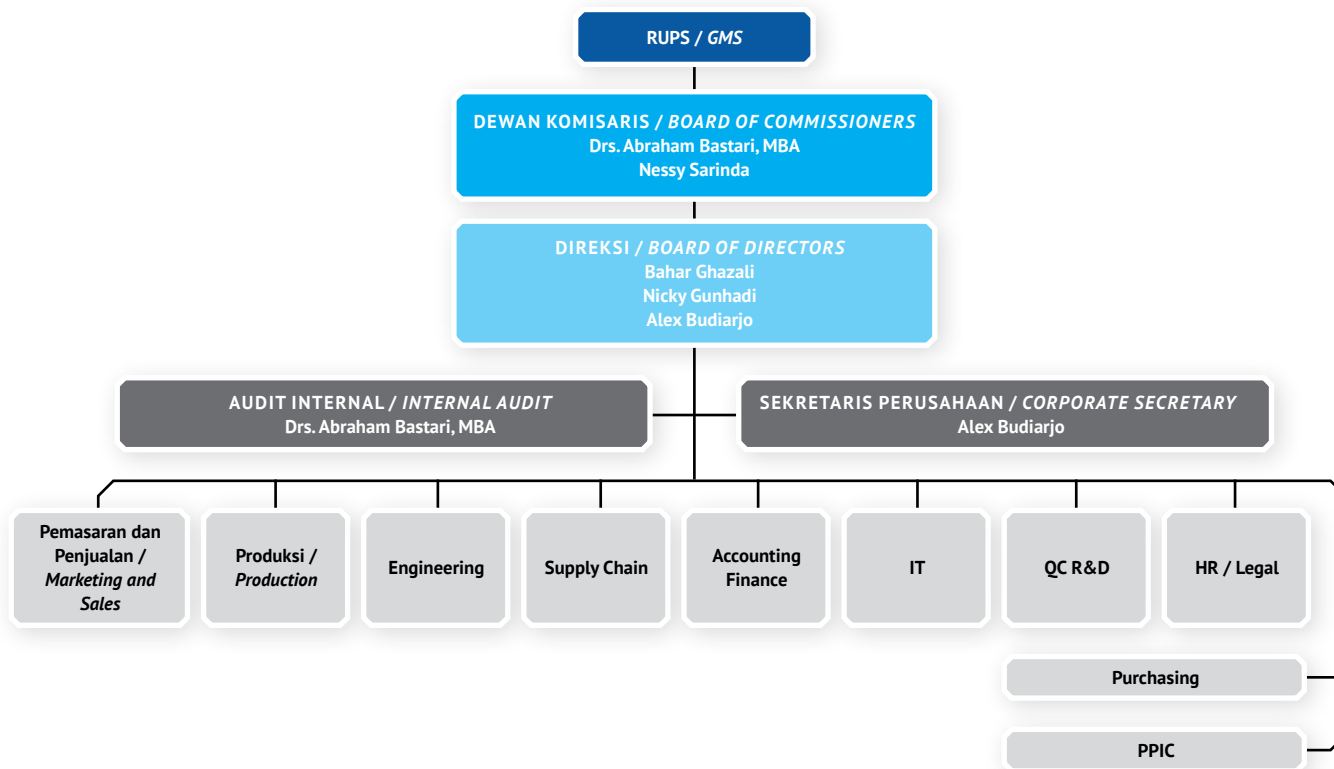 RUPS / GMS
DEWAN KOMISARIS / BOARD OF COMMISSIONERS
Drs. Abraham Bastari, MBA
Nessy Sarinda
DIREKSI / BOARD OF DIRECTORS
Bahar Ghazali
Nicky Gunhadi
Alex Budiarjo
AUDIT INTERNAL / INTERNAL AUDIT
Drs. Abraham Bastari, MBA
SEKRETARIS PERUSAHAAN / CORPORATE SECRETARY
Alex Budiarjo
Pemasaran dan
Penjualan /
Marketing and
Sales
Produksi /
Production
Engineering
Supply Chain
Accounting
Finance
IT
QC R&D
HR / Legal
Purchasing
PPIC